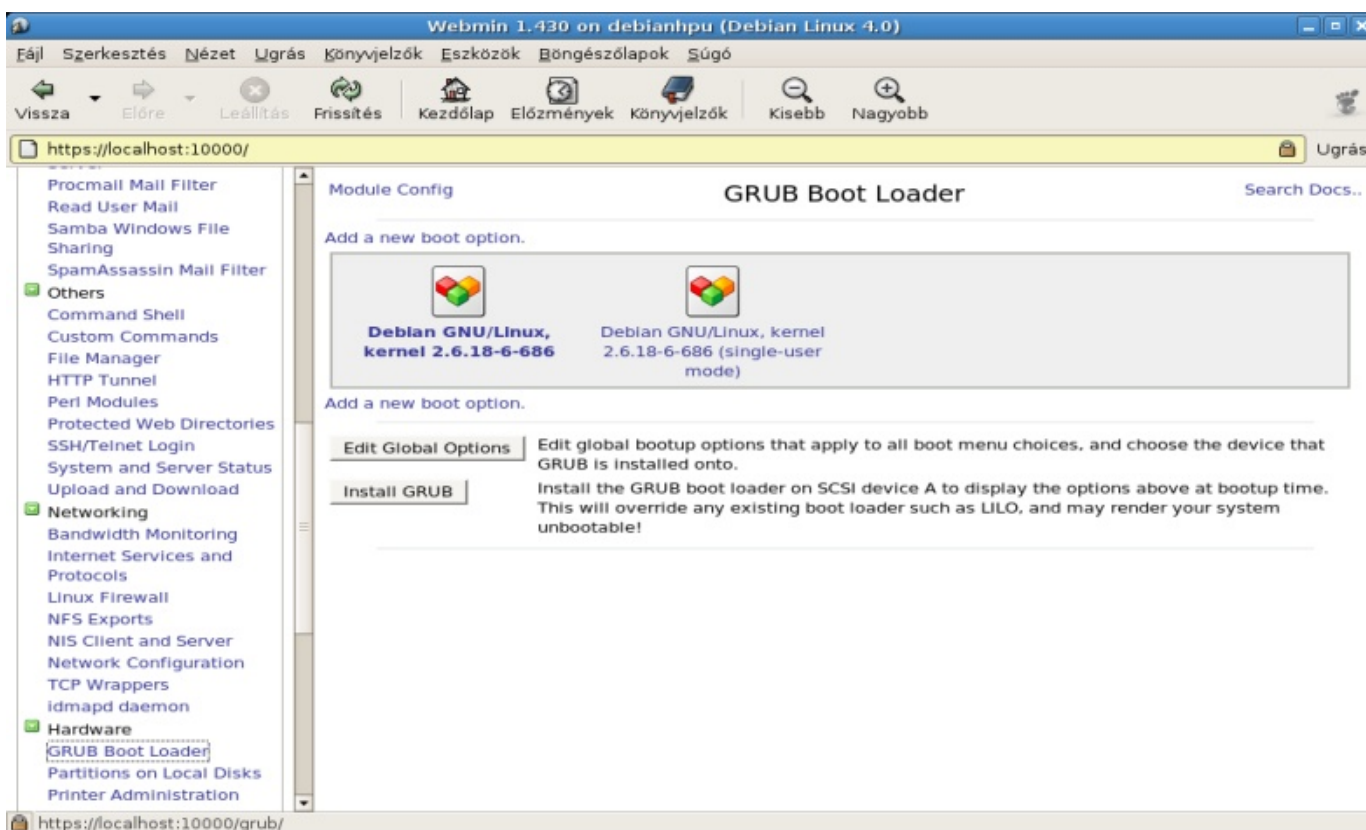 Webmin 1.430 on debianhpu (Debian Linux 4.0)
Fájl Szerkesztés Nézet Ugrás Könyvjelzők Eszközök Böngészőlapok Súgó
Vissza Előre Leállítás Frissítés Kezdőlap Előzmények Könyvjelzők Kisebb Nagyobb
https://localhost:10000/ Ugrás
Procmail Mail Filter
Read User Mail
Samba Windows File
Sharing
SpamAssassin Mail Filter
Others
Command Shell
Custom Commands
File Manager
HTTP Tunnel
Perl Modules
Protected Web Directories
SSH/Telnet Login
System and Server Status
Upload and Download
Networking
Bandwidth Monitoring
Internet Services and
Protocols
Linux Firewall
NFS Exports
NIS Client and Server
Network Configuration
TCP Wrappers
idmapd daemon
Hardware
GRUB Boot Loader
Partitions on Local Disks
Printer Administration
Module Config GRUB Boot Loader Search Docs..
Add a new boot option.
Debian GNU/Linux,
kernel 2.6.18-6-686
Debian GNU/Linux, kernel
2.6.18-6-686 (single-user
mode)
Add a new boot option.
Edit Global Options
Edit global bootup options that apply to all boot menu choices, and choose the device that
GRUB is installed onto.
Install GRUB
Install the GRUB boot loader on SCSI device A to display the options above at bootup time.
This will override any existing boot loader such as LILO, and may render your system
unbootable!
https://localhost:10000/grub/